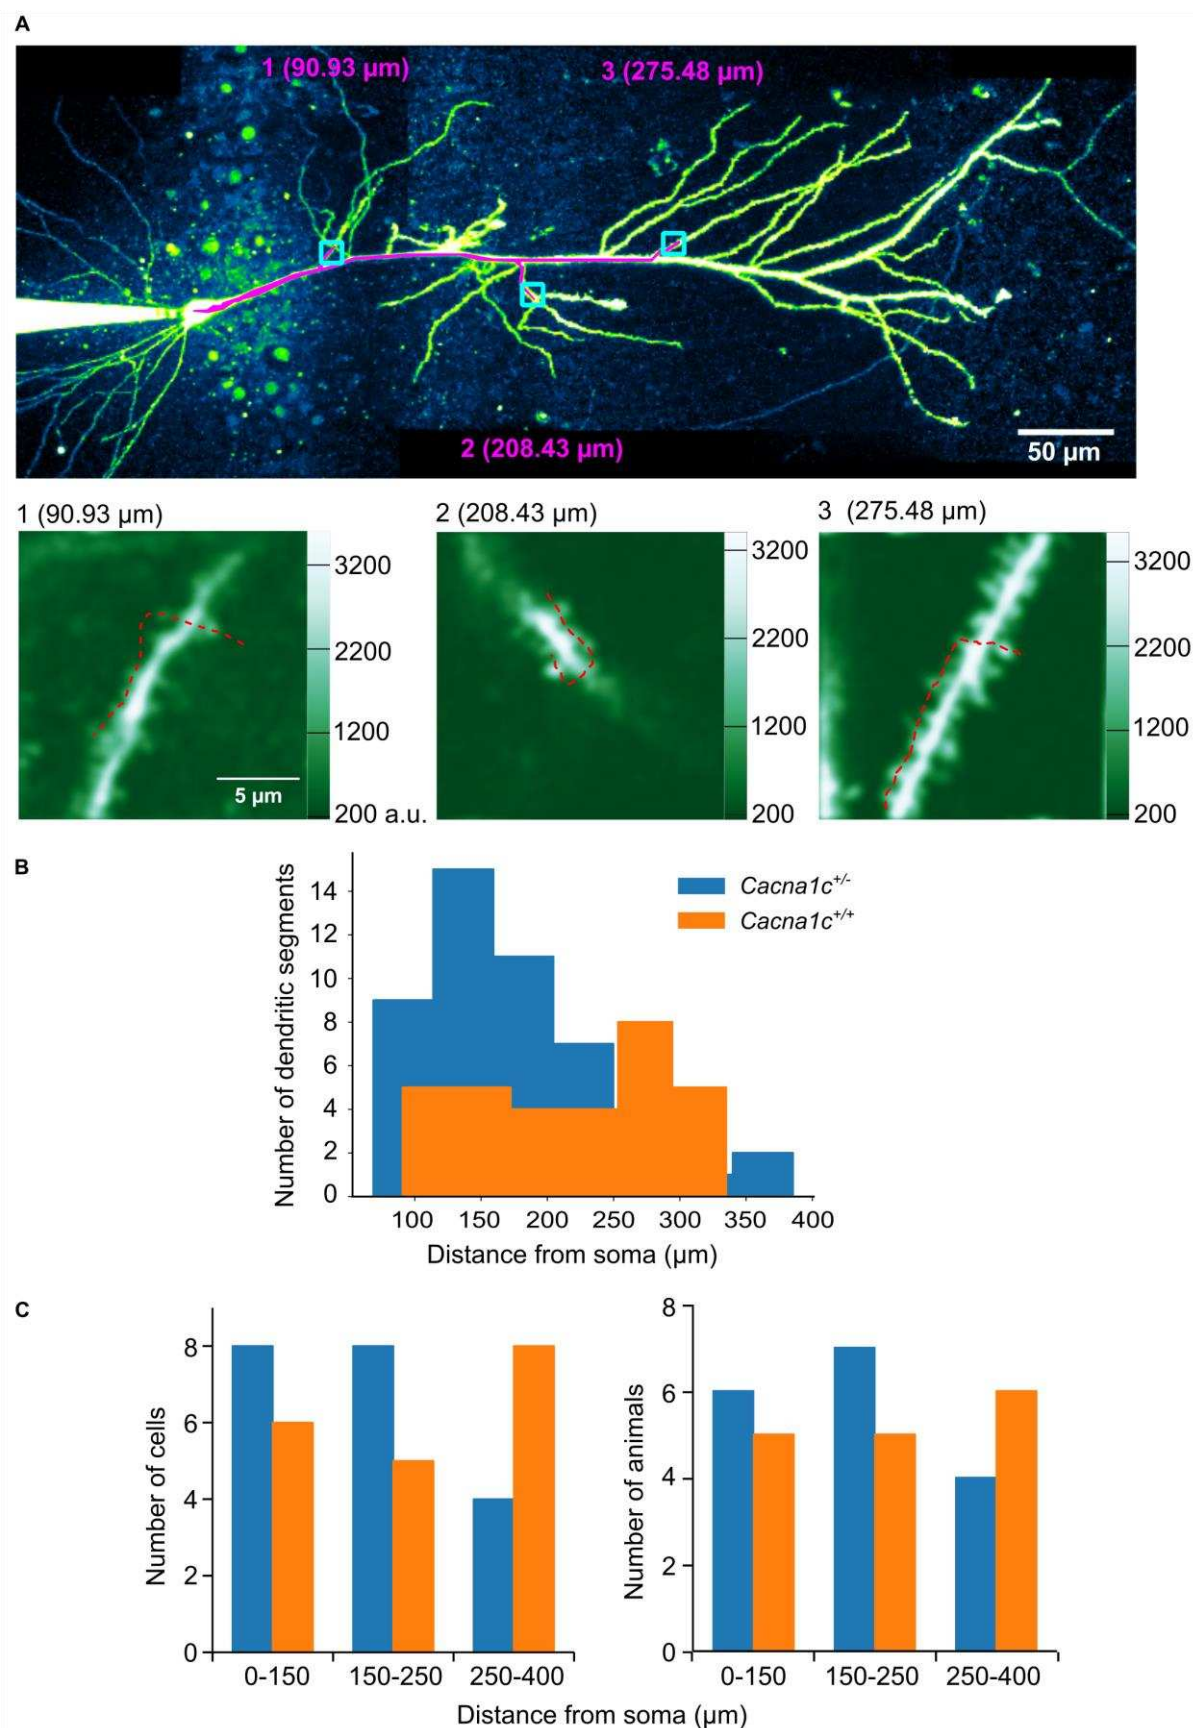 A
1 (90.93 µm)
3 (275.48 µm)
2 (208.43 µm)
50 µm
1 (90.93 µm)
2 (208.43 µm)
3 (275.48 µm)
3200
2200
1200
200 a.u.
5 µm
3200
2200
1200
200
3200
2200
1200
200
B
Number of dendritic segments
14
12
10
8
6
4
2
0
Cacna1c+/-
Cacna1c+/+
100 150 200 250 300 350 400
Distance from soma (µm)
C
Number of cells
8
6
4
2
0
0-150 150-250 250-400
Number of animals
8
6
4
2
0
0-150 150-250 250-400
Distance from soma (µm)